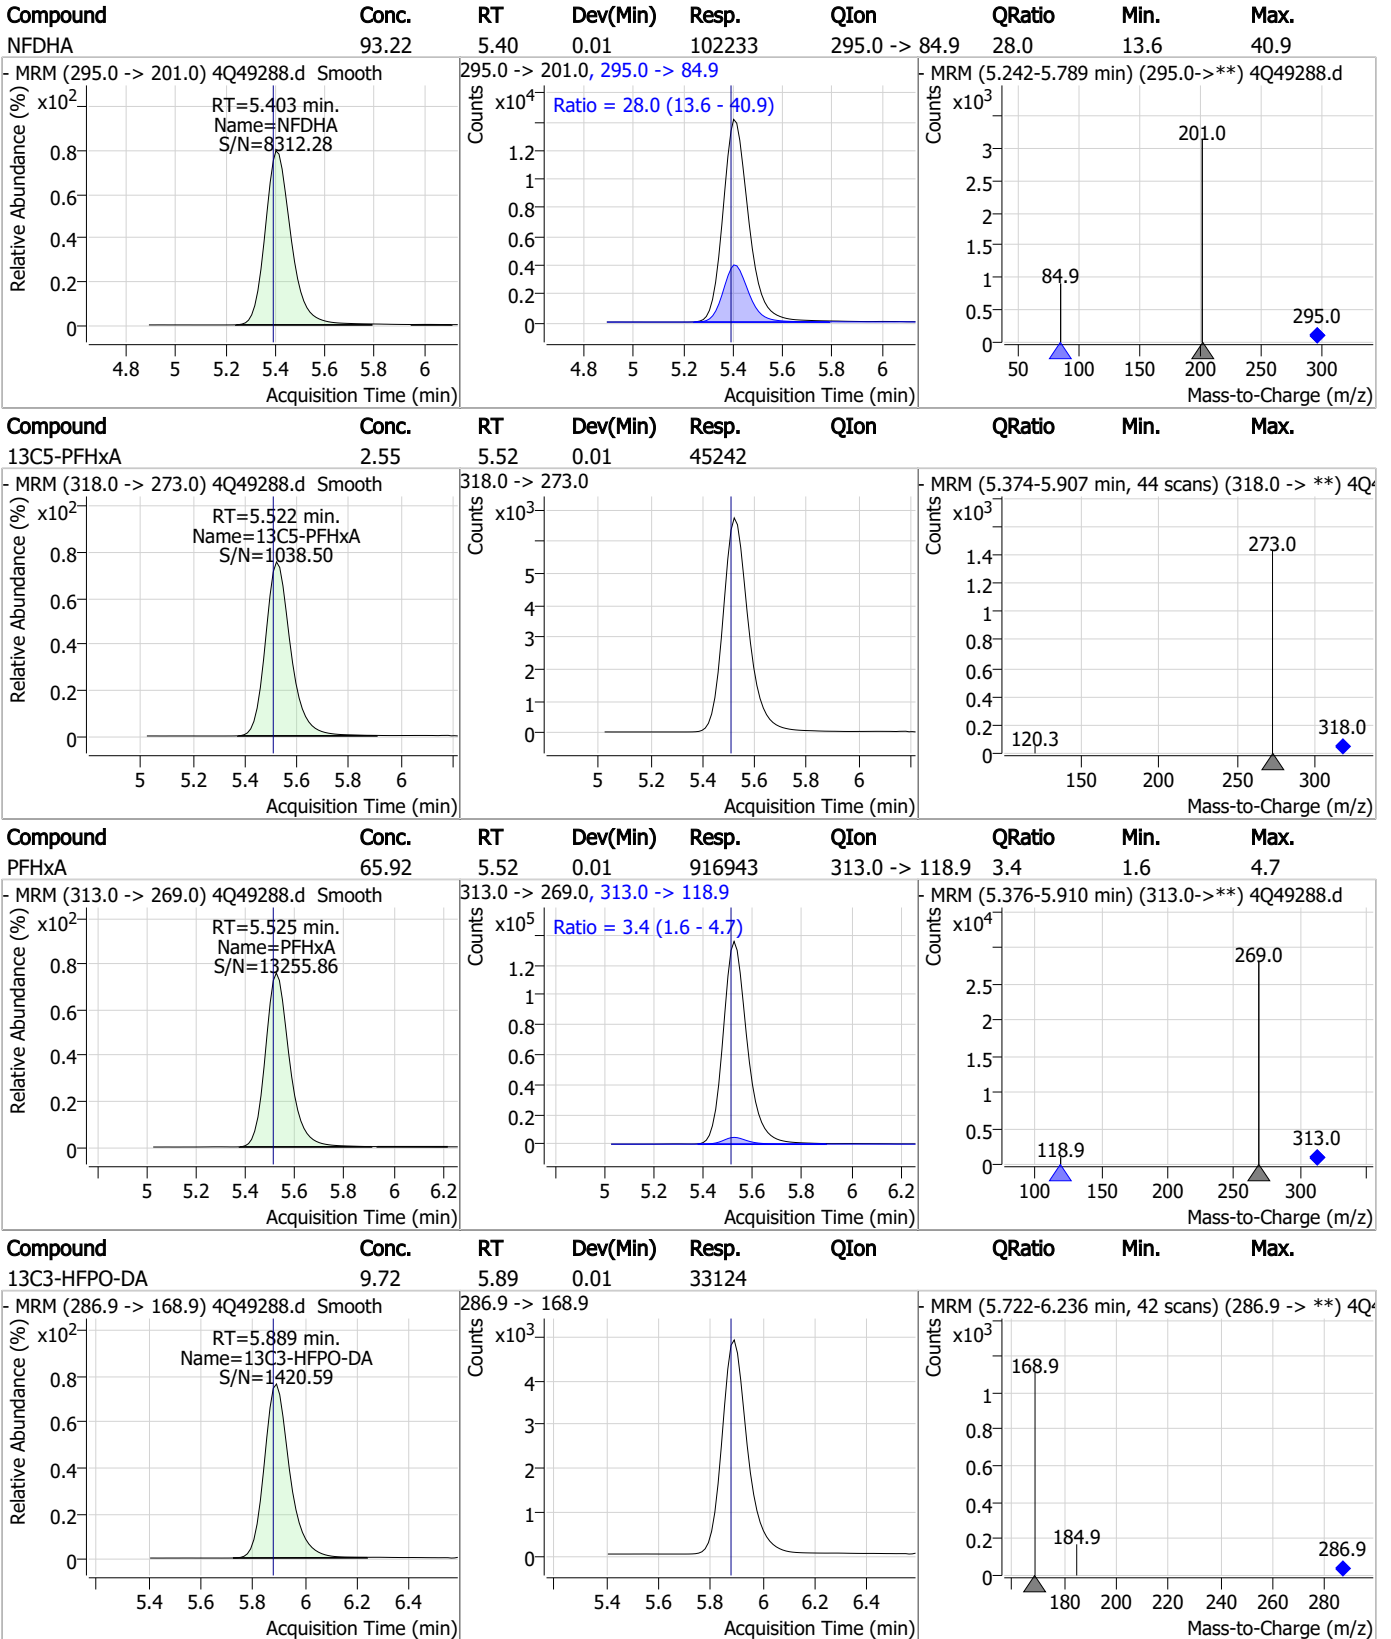 Compound Conc. RT Dev(Min) Resp. QIon QRatio Min. Max.
NFDHA 93.22 5.40 0.01 102233 295.0 -> 84.9 28.0 13.6 40.9
- MRM (295.0 -> 201.0) 4Q49288.d Smooth
Relative Abundance (%)
x10²
RT=5.403 min.
Name=NFDHA
S/N=8312.28
0.8
0.6
0.4
0.2
0
4.8 5 5.2 5.4 5.6 5.8 6
Acquisition Time (min)
295.0 -> 201.0, 295.0 -> 84.9
Counts
x10⁴
Ratio = 28.0 (13.6 - 40.9)
1.2
1
0.8
0.6
0.4
0.2
0
4.8 5 5.2 5.4 5.6 5.8 6
Acquisition Time (min)
- MRM (5.242-5.789 min) (295.0->**) 4Q49288.d
Counts
x10³
201.0
84.9
295.0
3
2.5
2
1.5
1
0.5
0
50 100 150 200 250 300
Mass-to-Charge (m/z)
Compound Conc. RT Dev(Min) Resp. QIon QRatio Min. Max.
13C5-PFHxA 2.55 5.52 0.01 45242
- MRM (318.0 -> 273.0) 4Q49288.d Smooth
Relative Abundance (%)
x10²
RT=5.522 min.
Name=13C5-PFHxA
S/N=1038.50
0.8
0.6
0.4
0.2
0
5 5.2 5.4 5.6 5.8 6
Acquisition Time (min)
318.0 -> 273.0
Counts
x10³
5
4
3
2
1
0
5 5.2 5.4 5.6 5.8 6
Acquisition Time (min)
- MRM (5.374-5.907 min, 44 scans) (318.0 -> **) 4Q4
Counts
x10³
273.0
120.3
318.0
1.4
1.2
1
0.8
0.6
0.4
0.2
0
150 200 250 300
Mass-to-Charge (m/z)
Compound Conc. RT Dev(Min) Resp. QIon QRatio Min. Max.
PFHxA 65.92 5.52 0.01 916943 313.0 -> 118.9 3.4 1.6 4.7
- MRM (313.0 -> 269.0) 4Q49288.d Smooth
Relative Abundance (%)
x10²
RT=5.525 min.
Name=PFHxA
S/N=13255.86
0.8
0.6
0.4
0.2
0
5 5.2 5.4 5.6 5.8 6 6.2
Acquisition Time (min)
313.0 -> 269.0, 313.0 -> 118.9
Counts
x10⁵
Ratio = 3.4 (1.6 - 4.7)
1.2
1
0.8
0.6
0.4
0.2
0
5 5.2 5.4 5.6 5.8 6 6.2
Acquisition Time (min)
- MRM (5.376-5.910 min) (313.0->**) 4Q49288.d
Counts
x10⁴
269.0
118.9
313.0
2.5
2
1.5
1
0.5
0
100 150 200 250 300
Mass-to-Charge (m/z)
Compound Conc. RT Dev(Min) Resp. QIon QRatio Min. Max.
13C3-HFPO-DA 9.72 5.89 0.01 33124
- MRM (286.9 -> 168.9) 4Q49288.d Smooth
Relative Abundance (%)
x10²
RT=5.889 min.
Name=13C3-HFPO-DA
S/N=1420.59
0.8
0.6
0.4
0.2
0
5.4 5.6 5.8 6 6.2 6.4
Acquisition Time (min)
286.9 -> 168.9
Counts
x10³
4
3
2
1
0
5.4 5.6 5.8 6 6.2 6.4
Acquisition Time (min)
- MRM (5.722-6.236 min, 42 scans) (286.9 -> **) 4Q4
Counts
x10³
168.9
184.9
286.9
1
0.8
0.6
0.4
0.2
0
180 200 220 240 260 280
Mass-to-Charge (m/z)